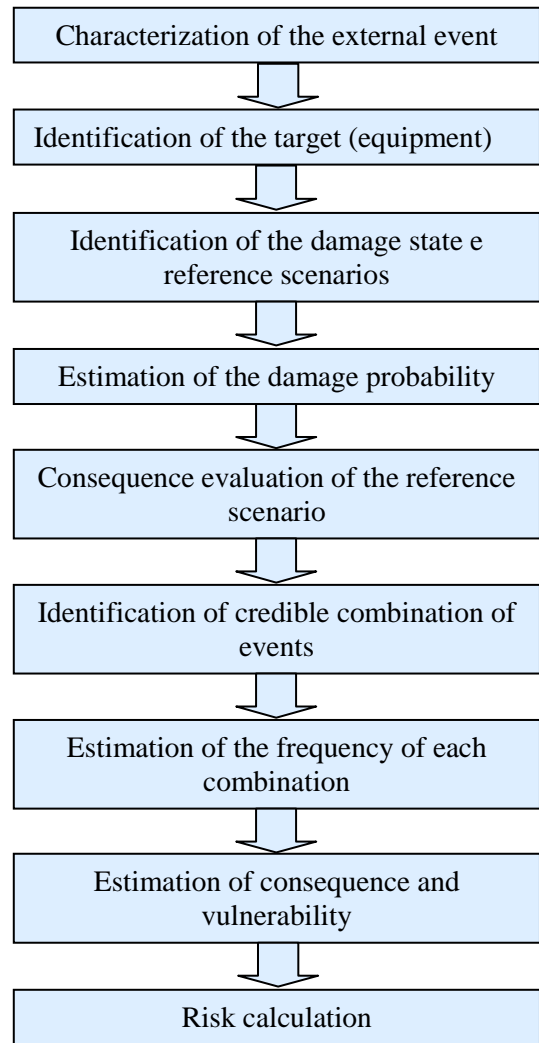 Characterization of the external event
Identification of the target (equipment)
Identification of the damage state e
reference scenarios
Estimation of the damage probability
Consequence evaluation of the reference
scenario
Identification of credible combination of
events
Estimation of the frequency of each
combination
Estimation of consequence and
vulnerability
Risk calculation